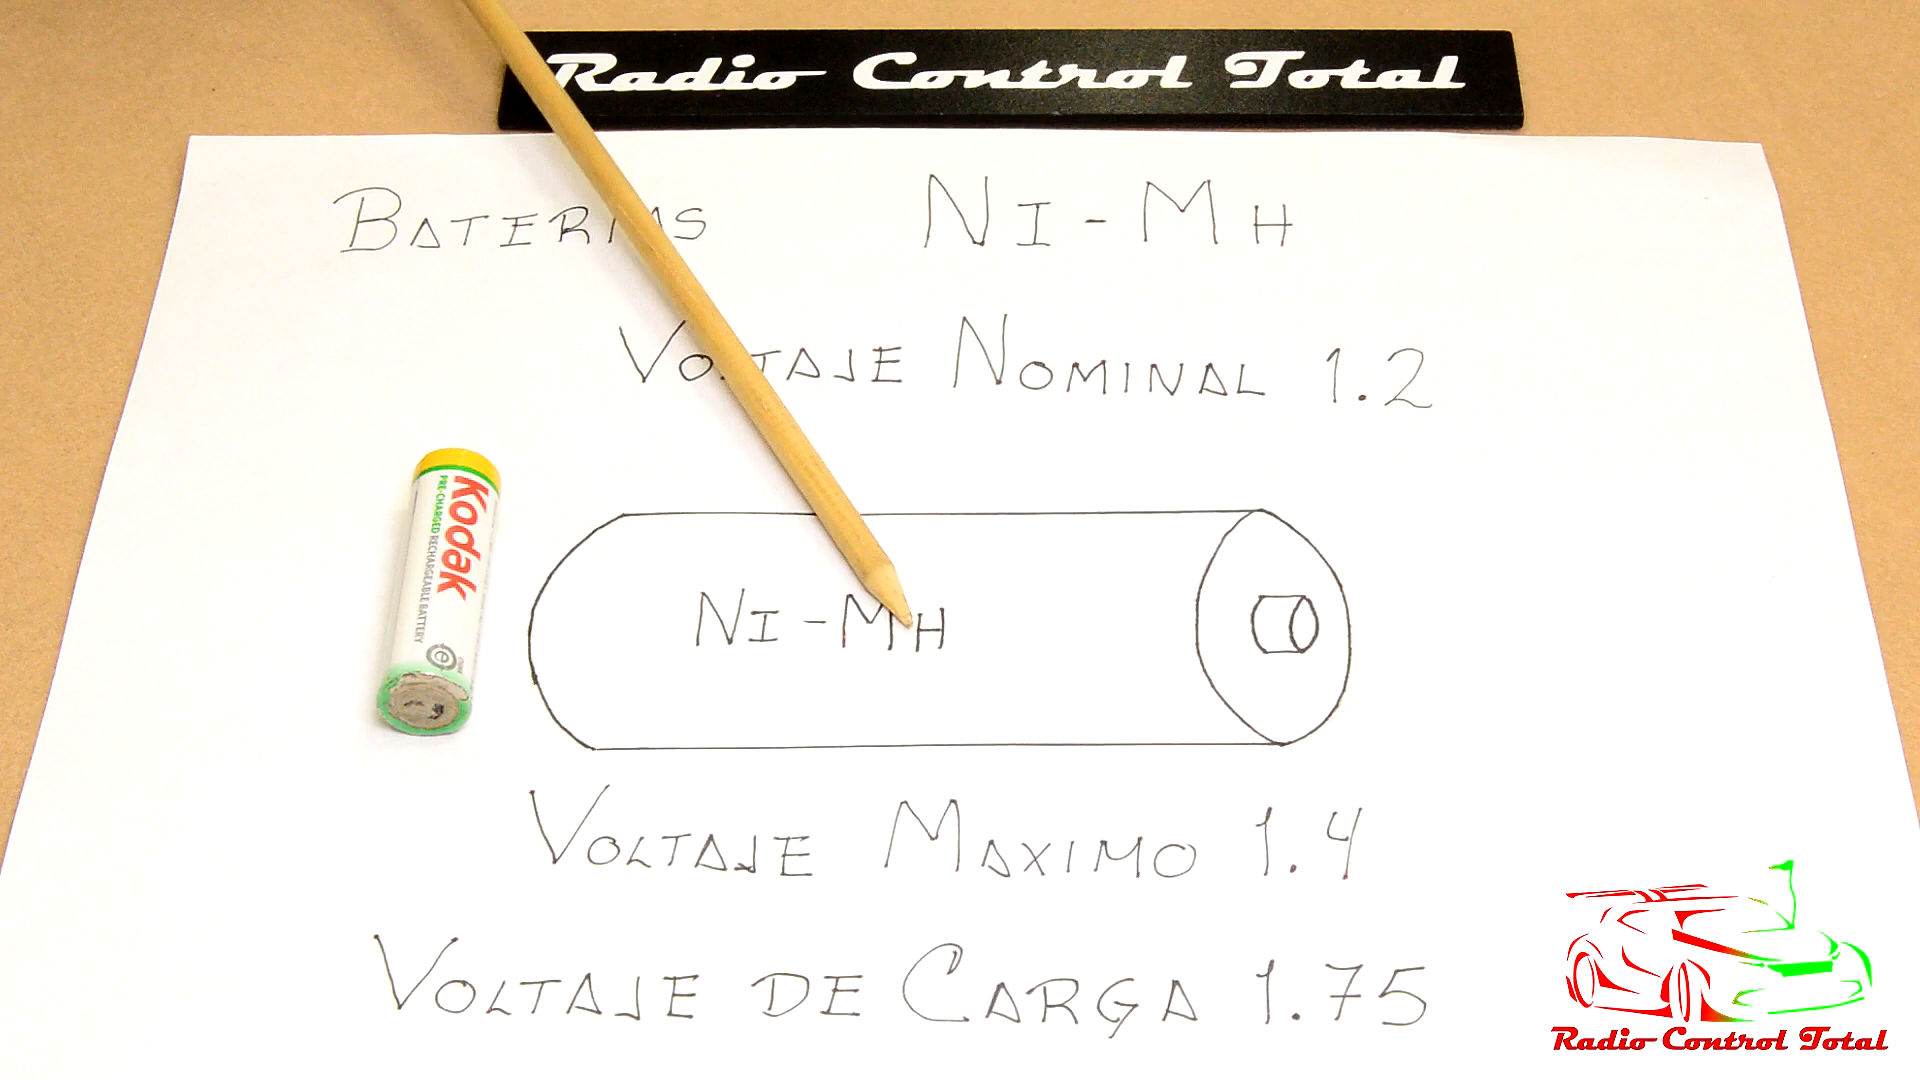 Radio Control Total
BATERIAS NI-MH
VOLTAJE NOMINAL 1.2
Kodak
PRE-CHARGED RECHARGEABLE BATTERY
NI-MH
VOLTAJE MAXIMO 1.4
VOLTAJE DE CARGA 1.75
Radio Control Total